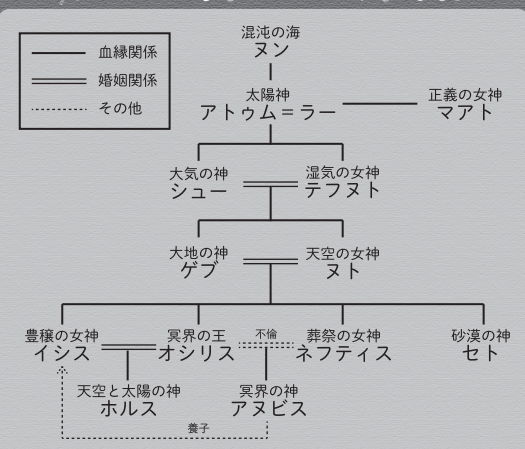 血縁関係
婚姻関係
その他
混沌の海
ヌン
太陽神
アトゥム＝ラー
正義の女神
マアト
大気の神
シュー
湿気の女神
テフヌト
大地の神
ゲブ
天空の女神
ヌト
豊穣の女神
イシス
冥界の王
オシリス
不倫
葬祭の女神
ネフティス
砂漠の神
セト
天空と太陽の神
ホルス
冥界の神
アヌビス
養子